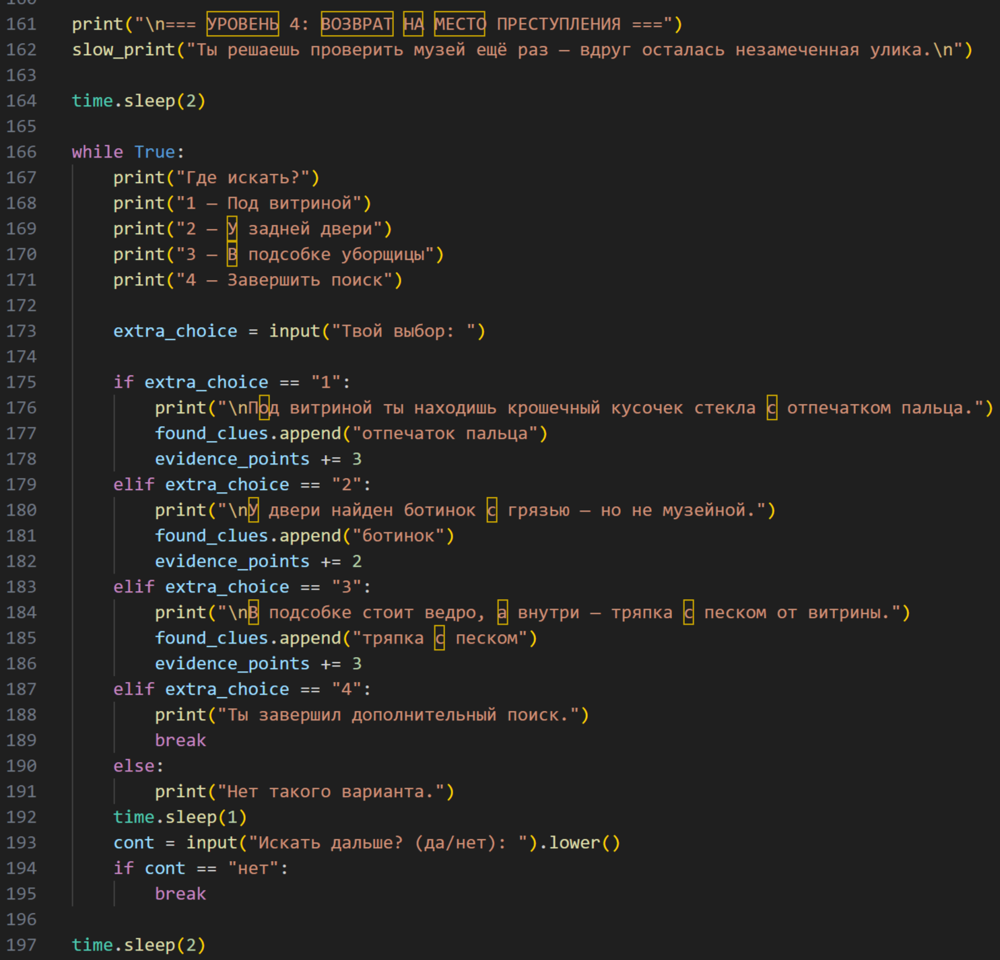 161 print("\n=== УРОВЕНЬ 4: ВОЗВРАТ НА МЕСТО ПРЕСТУПЛЕНИЯ ===")
162 slow_print("Ты решаешь проверить музей ещё раз — вдруг осталась незамеченная улика.\n")
163
164 time.sleep(2)
165
166 while True:
167     print("Где искать?")
168     print("1 — Под витриной")
169     print("2 — У задней двери")
170     print("3 — В подсобке уборщицы")
171     print("4 — Завершить поиск")
172
173     extra_choice = input("Твой выбор: ")
174
175     if extra_choice == "1":
176         print("\nПод витриной ты находишь крошечный кусочек стекла с отпечатком пальца.")
177         found_clues.append("отпечаток пальца")
178         evidence_points += 3
179     elif extra_choice == "2":
180         print("\nУ двери найден ботинок с грязью — но не музейной.")
181         found_clues.append("ботинок")
182         evidence_points += 2
183     elif extra_choice == "3":
184         print("\nВ подсобке стоит ведро, а внутри — тряпка с песком от витрины.")
185         found_clues.append("тряпка с песком")
186         evidence_points += 3
187     elif extra_choice == "4":
188         print("Ты завершил дополнительный поиск.")
189         break
190     else:
191         print("Нет такого варианта.")
192     time.sleep(1)
193     cont = input("Искать дальше? (да/нет): ").lower()
194     if cont == "нет":
195         break
196
197 time.sleep(2)